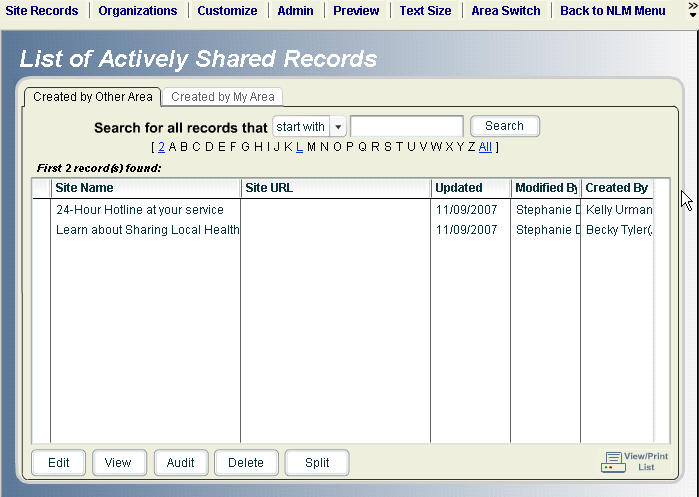 Site Records Organizations Customize Admin Preview Text Size Area Switch Back to NLM Menu
List of Actively Shared Records
Created by Other Area Created by My Area
Search for all records that start with Search
[ 2 A B C D E F G H I J K L M N O P Q R S T U V W X Y Z All ]
First 2 record(s) found:
Site Name Site URL Updated Modified By Created By
24-Hour Hotline at your service 11/09/2007 Stephanie D Kelly Urman
Learn about Sharing Local Health 11/09/2007 Stephanie D Becky Tyler(
Edit View Audit Delete Split View/Print
List